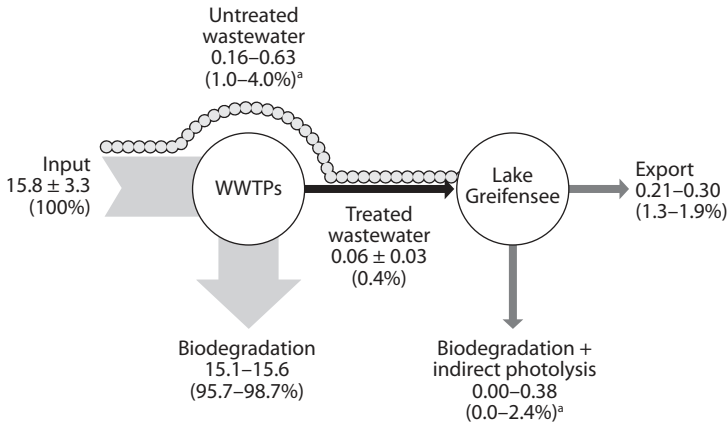 Untreated
wastewater
0.16–0.63
(1.0–4.0%)ᵃ
Input
15.8 ± 3.3
(100%)
WWTPs
Treated
wastewater
0.06 ± 0.03
(0.4%)
Lake
Greifensee
Export
0.21–0.30
(1.3–1.9%)
Biodegradation
15.1–15.6
(95.7–98.7%)
Biodegradation +
indirect photolysis
0.00–0.38
(0.0–2.4%)ᵃ